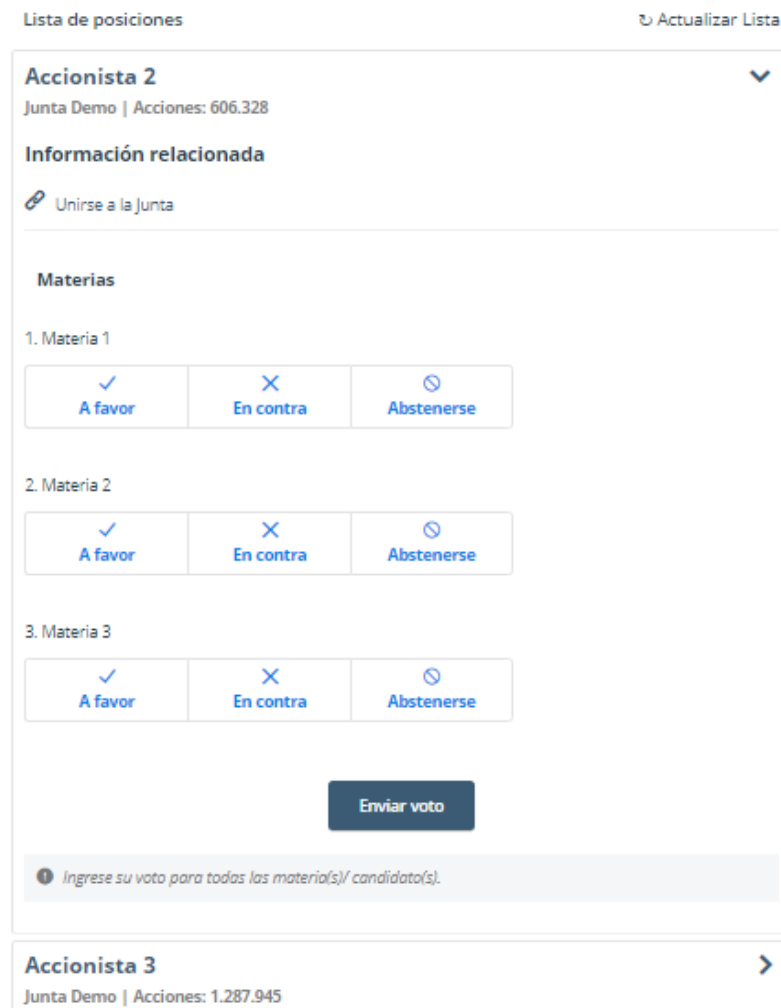 Lista de posiciones
↻ Actualizar Lista
Accionista 2
Junta Demo | Acciones: 606.328
Información relacionada
Unirse a la Junta
Materias
1. Materia 1
A favor En contra Abstenerse
2. Materia 2
A favor En contra Abstenerse
3. Materia 3
A favor En contra Abstenerse
Enviar voto
Ingrese su voto para todas las materia(s)/ candidato(s).
Accionista 3
Junta Demo | Acciones: 1.287.945